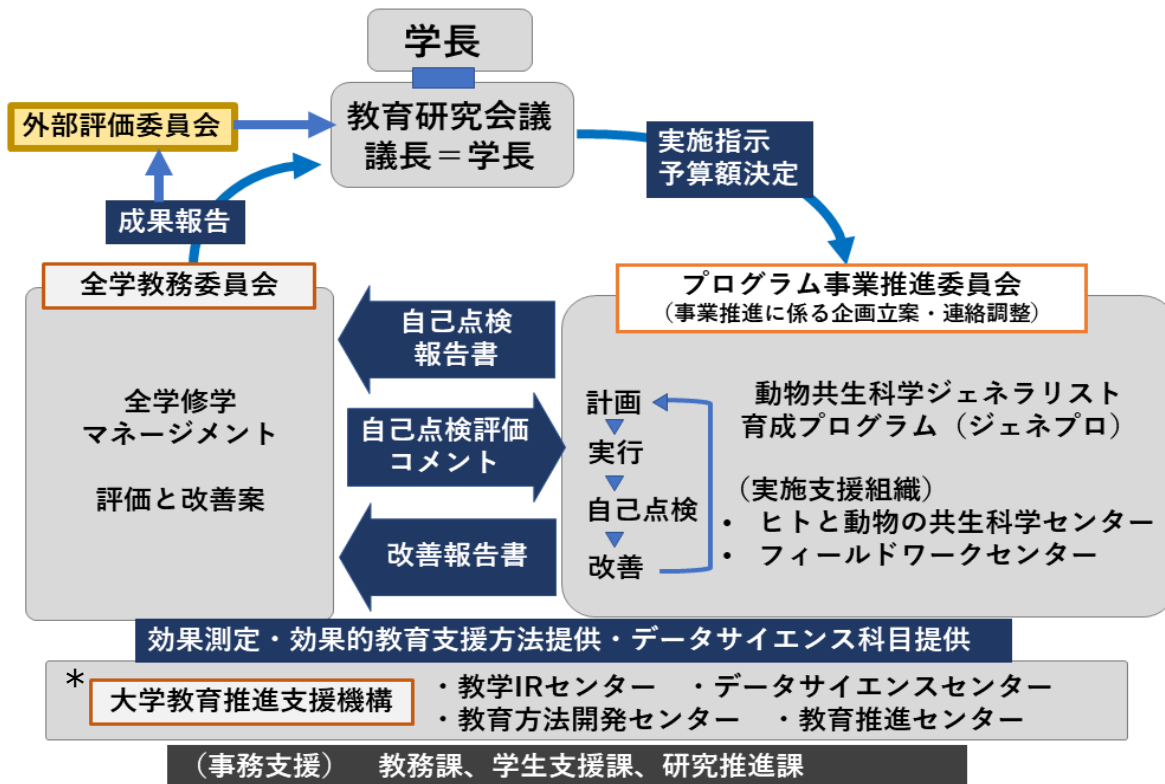 学長
教育研究会議
議長＝学長
外部評価委員会
実施指示
予算額決定
成果報告
全学教務委員会
プログラム事業推進委員会
（事業推進に係る企画立案・連絡調整）
自己点検
報告書
全学修学
マネージメント
評価と改善案
自己点検評価
コメント
改善報告書
計画
実行
自己点検
改善
動物共生科学ジェネラリスト
育成プログラム（ジェネプロ）
（実施支援組織）
• ヒトと動物の共生科学センター
• フィールドワークセンター
効果測定・効果的教育支援方法提供・データサイエンス科目提供
＊
大学教育推進支援機構
・教学IRセンター ・データサイエンスセンター
・教育方法開発センター ・教育推進センター
（事務支援） 教務課、学生支援課、研究推進課